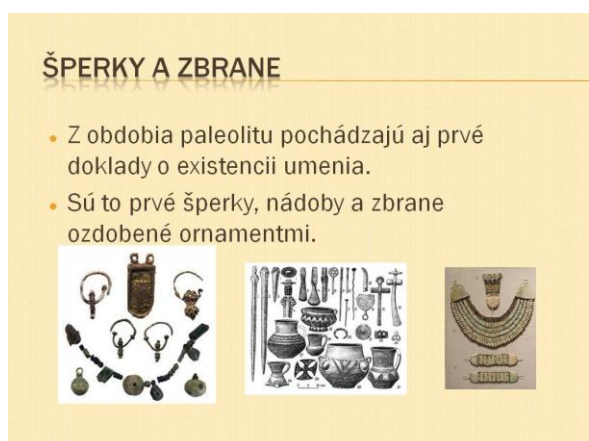 ŠPERKY A ZBRANE
Z obdobia paleolitu pochádzajú aj prvé
doklady o existencii umenia.
Sú to prvé šperky, nádoby a zbrane
ozdobené ornamentmi.